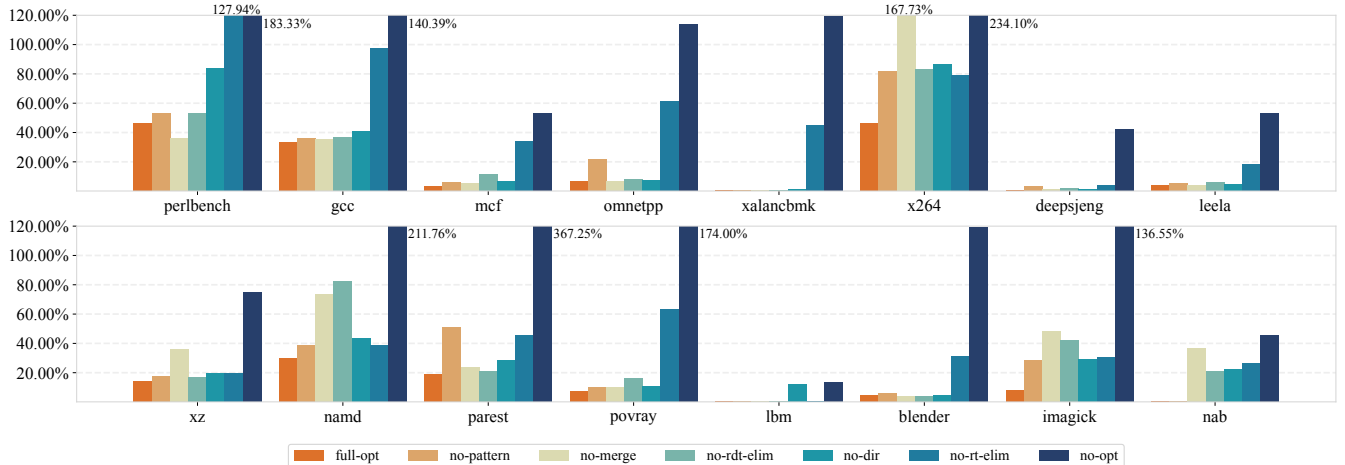 127.94% 167.73%
120.00% 183.33% 140.39% 234.10%
100.00%
80.00%
60.00%
40.00%
20.00%
perlbench gcc mcf omnetpp xalancbmk x264 deepsjeng leela
120.00% 211.76% 367.25% 174.00% 136.55%
100.00%
80.00%
60.00%
40.00%
20.00%
xz namd parest povray lbm blender imagick nab
full-opt no-pattern no-merge no-rdt-elim no-dir no-rt-elim no-opt